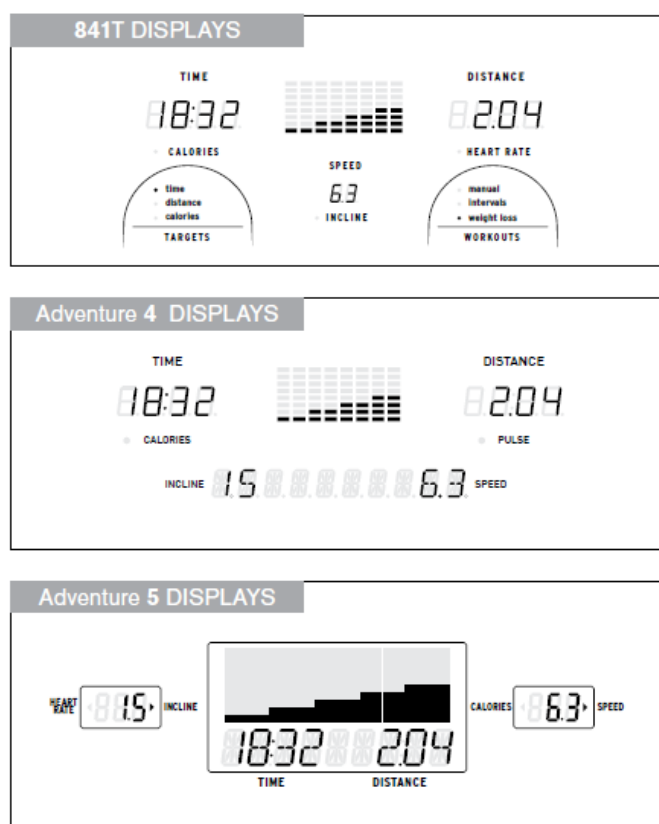 841T DISPLAYS
TIME
DISTANCE
18:32
2.04
CALORIES
HEART RATE
SPEED
6.3
INCLINE
time
distance
calories
TARGETS
manual
intervals
weight loss
WORKOUTS
Adventure 4 DISPLAYS
TIME
DISTANCE
18:32
2.04
CALORIES
PULSE
INCLINE 1.5 6.3 SPEED
Adventure 5 DISPLAYS
HEART RATE 1.5 INCLINE
CALORIES 6.3 SPEED
18:32 2.04
TIME DISTANCE